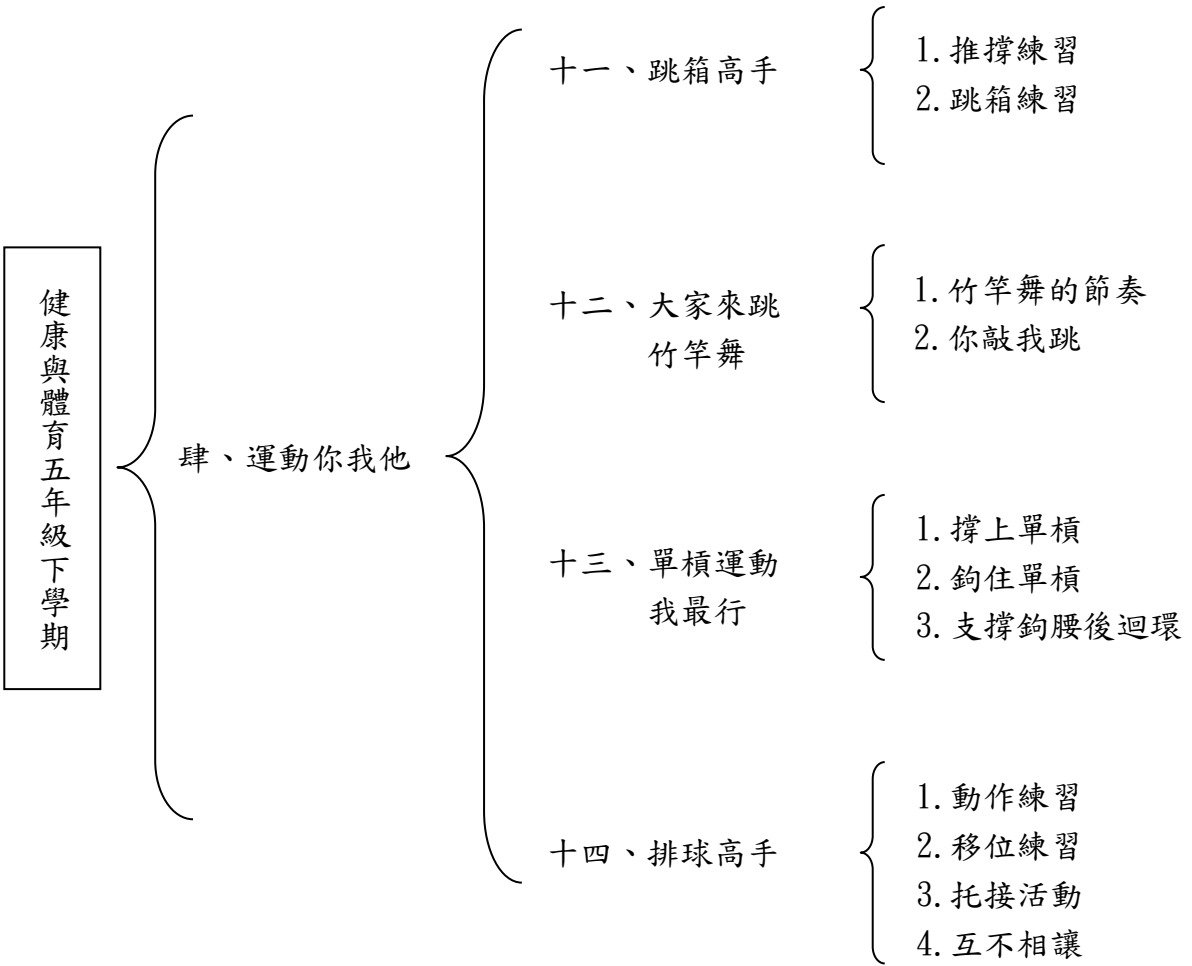 健康與體育五年級下學期
肆、運動你我他
十一、跳箱高手
1.推撐練習
2.跳箱練習
十二、大家來跳
竹竿舞
1.竹竿舞的節奏
2.你敲我跳
十三、單槓運動
我最行
1.撐上單槓
2.鉤住單槓
3.支撐鉤腰後迴環
十四、排球高手
1.動作練習
2.移位練習
3.托接活動
4.互不相讓